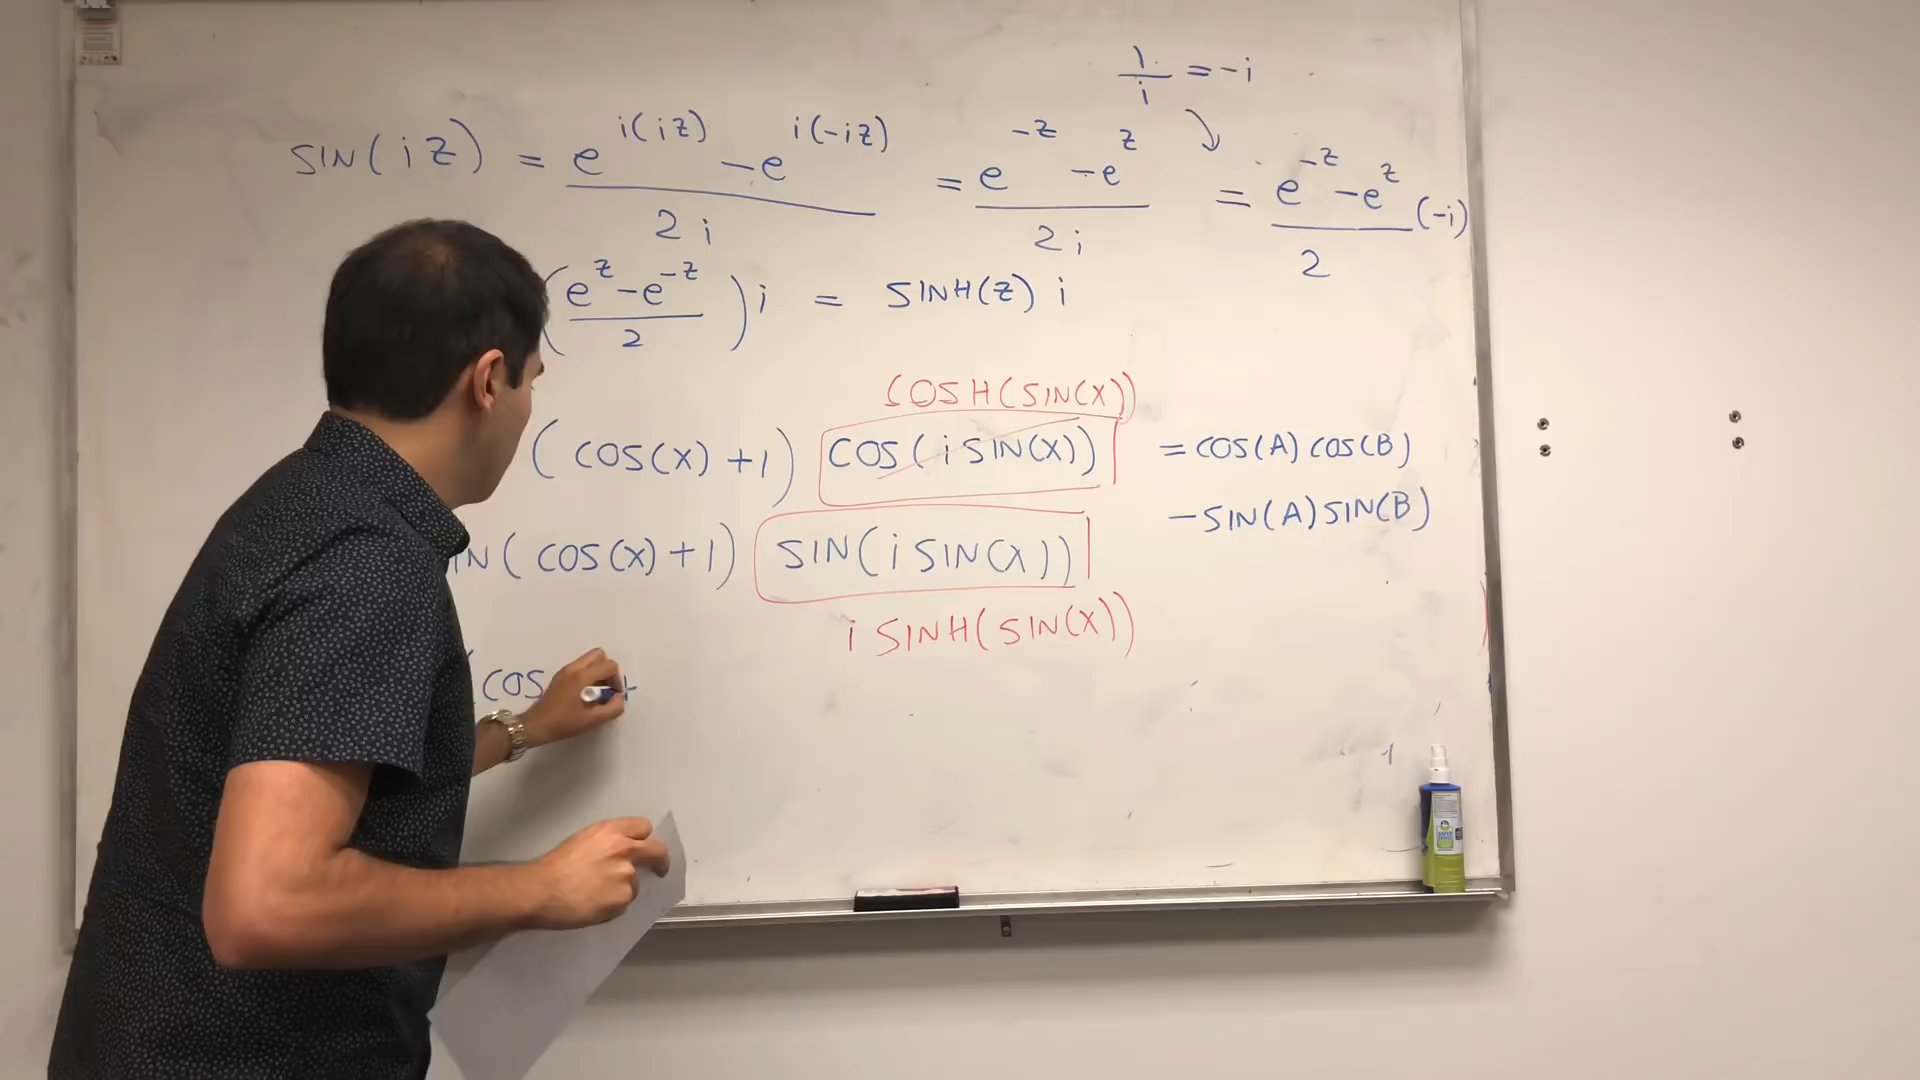 1/i = -i
SIN(iZ) = (e^{i(iZ)} - e^{i(-iZ)})/2i = (e^{-Z} - e^{Z})/2i = (e^{-Z} - e^{Z})/2 (-i)
((e^{Z} - e^{-Z})/2) i = SINH(Z) i
COSH(SIN(X))
(COS(X)+1) COS(i SIN(X)) = COS(A) COS(B)
IN(COS(X)+1) SIN(i SIN(X)) - SIN(A) SIN(B)
i SINH(SIN(X))
(COS +